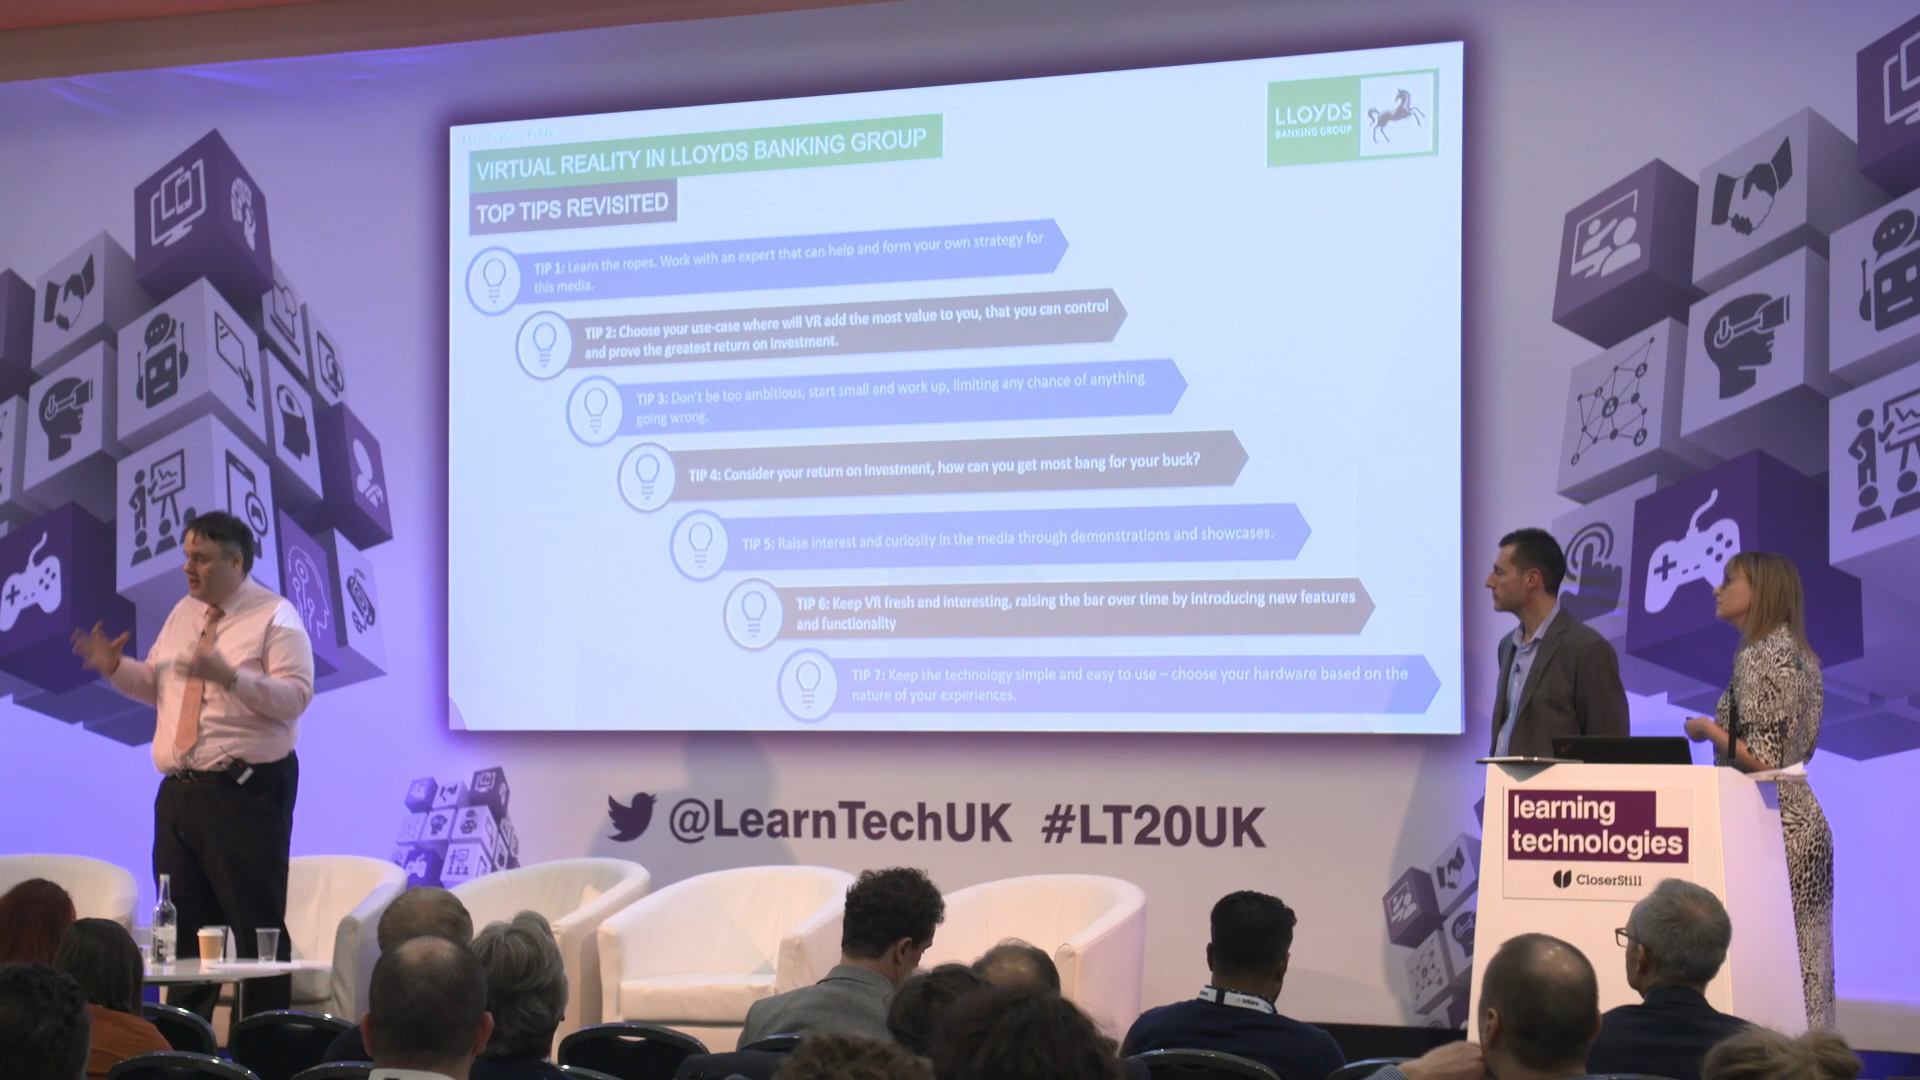 Classification: Public
VIRTUAL REALITY IN LLOYDS BANKING GROUP
TOP TIPS REVISITED
LLOYDS
BANKING GROUP
TIP 1: Learn the ropes. Work with an expert that can help and form your own strategy for
this media.
TIP 2: Choose your use-case where will VR add the most value to you, that you can control
and prove the greatest return on investment.
TIP 3: Don't be too ambitious, start small and work up, limiting any chance of anything
going wrong.
TIP 4: Consider your return on investment, how can you get most bang for your buck?
TIP 5: Raise interest and curiosity in the media through demonstrations and showcases.
TIP 6: Keep VR fresh and interesting, raising the bar over time by introducing new features
and functionality
TIP 7: Keep the technology simple and easy to use – choose your hardware based on the
nature of your experiences.
@LearnTechUK #LT20UK
learning
technologies
CloserStill